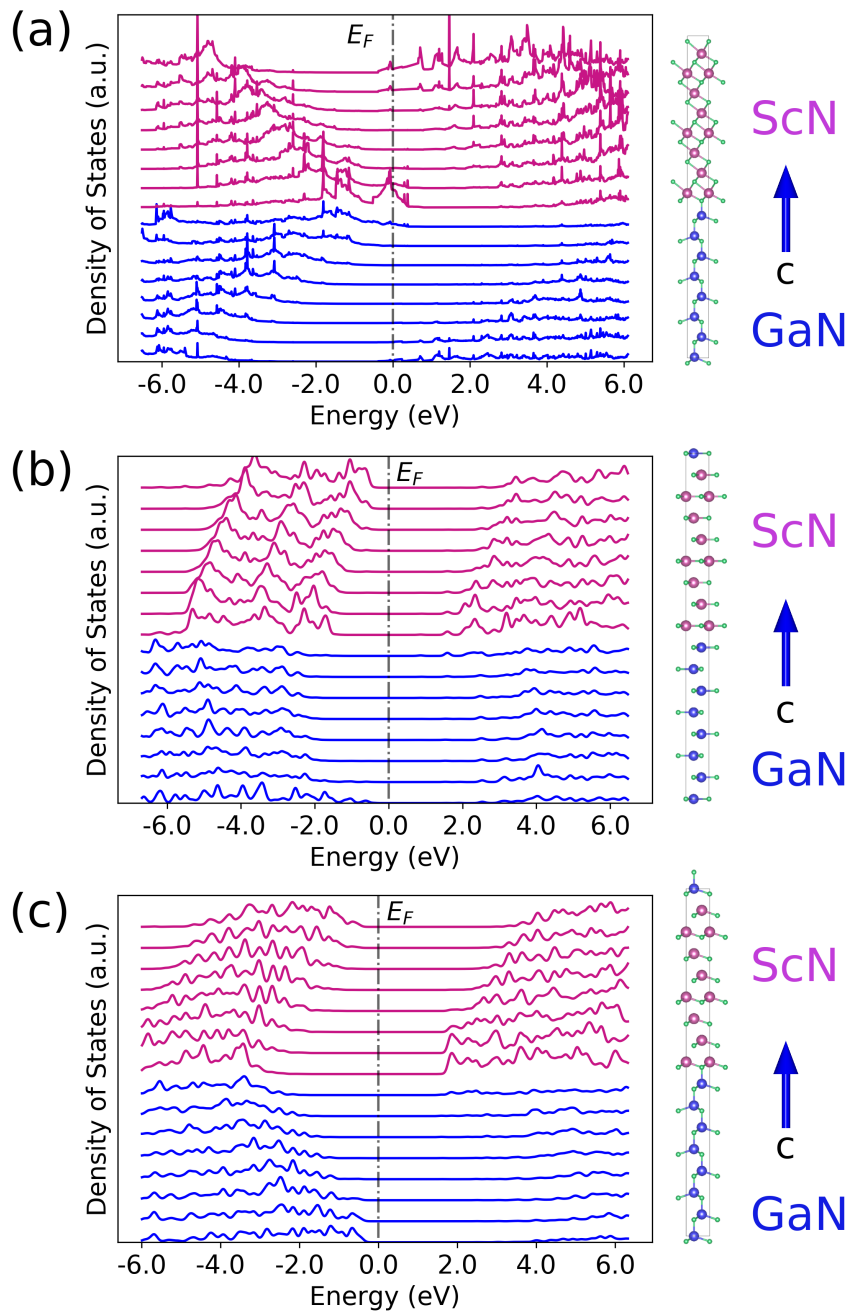 (a)
E_F
Density of States (a.u.)
-6.0 -4.0 -2.0 0.0 2.0 4.0 6.0
Energy (eV)
ScN
c
GaN
(b)
E_F
Density of States (a.u.)
-6.0 -4.0 -2.0 0.0 2.0 4.0 6.0
Energy (eV)
ScN
c
GaN
(c)
E_F
Density of States (a.u.)
-6.0 -4.0 -2.0 0.0 2.0 4.0 6.0
Energy (eV)
ScN
c
GaN